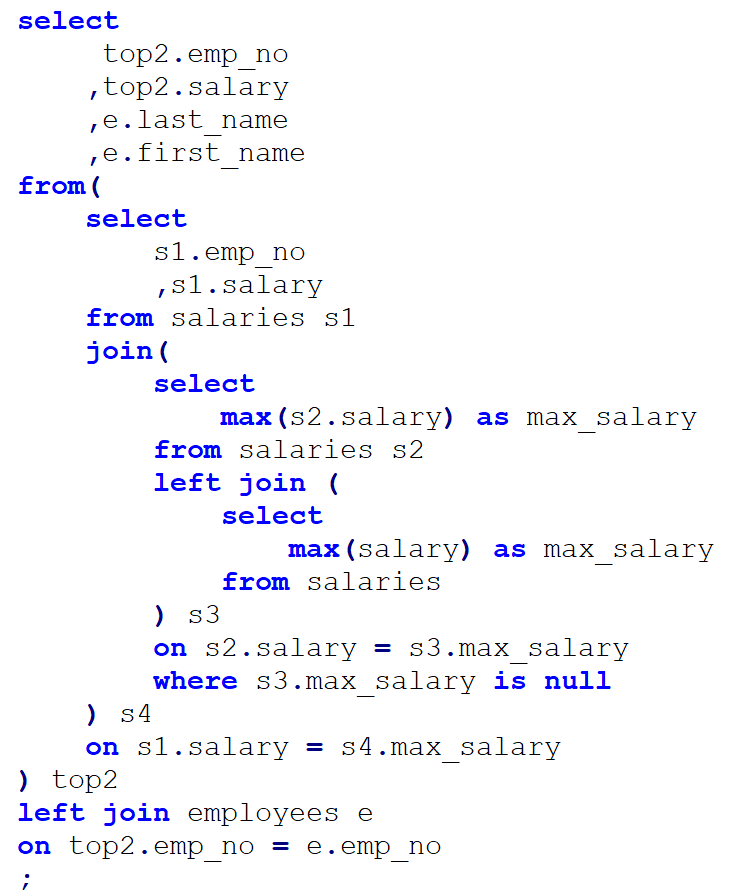 select
     top2.emp_no
    ,top2.salary
    ,e.last_name
    ,e.first_name
from(
    select
        s1.emp_no
        ,s1.salary
    from salaries s1
    join(
        select
            max(s2.salary) as max_salary
        from salaries s2
        left join (
            select
                max(salary) as max_salary
            from salaries
        ) s3
        on s2.salary = s3.max_salary
        where s3.max_salary is null
    ) s4
    on s1.salary = s4.max_salary
) top2
left join employees e
on top2.emp_no = e.emp_no
;